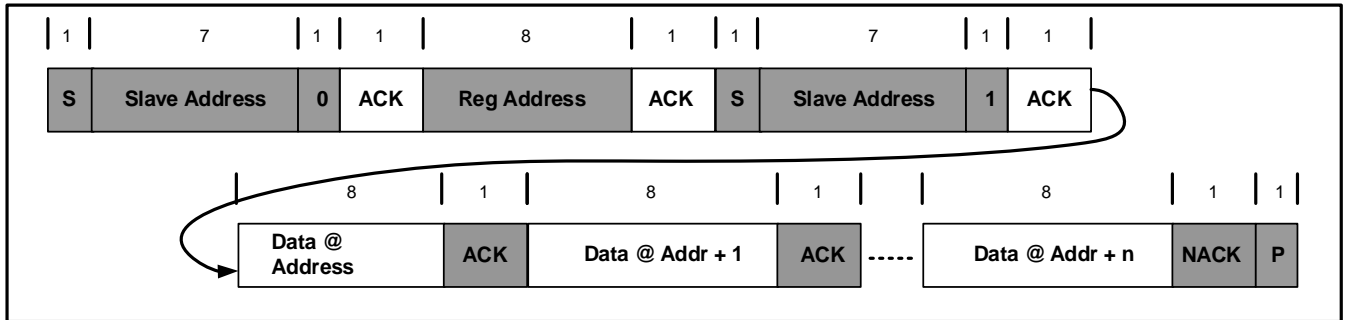 1 7 1 1 8 1 1 7 1 1
S Slave Address 0 ACK Reg Address ACK S Slave Address 1 ACK
8 1 8 1 8 1 1
Data @
Address ACK Data @ Addr + 1 ACK Data @ Addr + n NACK P